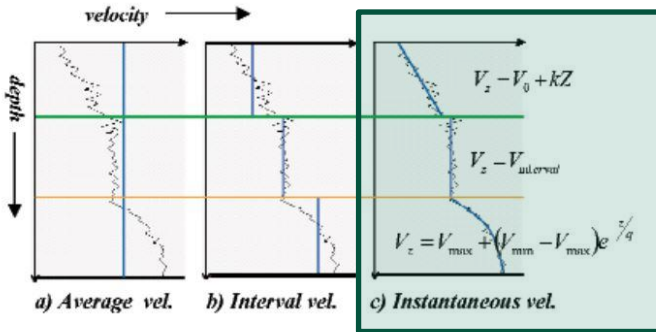 velocity
depth
V_z – V_0 + kZ
V_z – V_interval
V_z = V_max + (V_min – V_max) e^{z/q}
a) Average vel. b) Interval vel. c) Instantaneous vel.